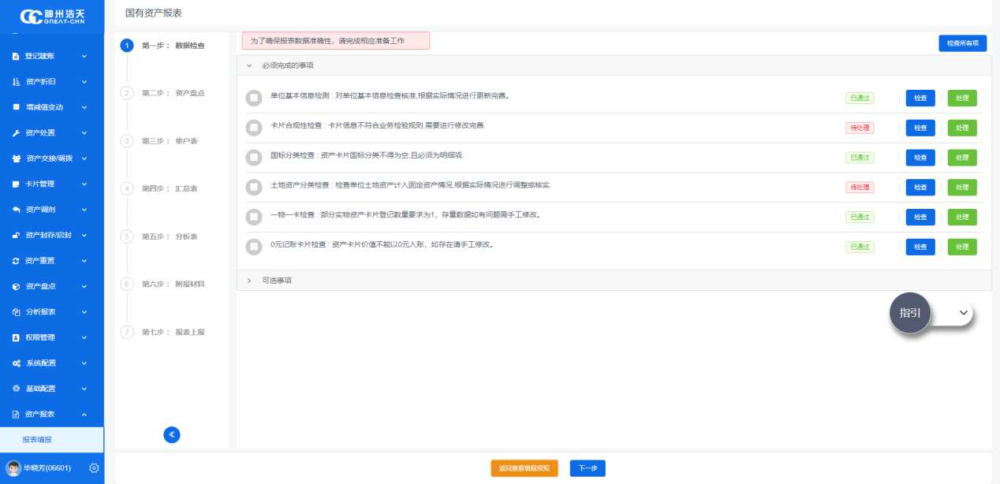 神州浩天
GREAT-CHN
国有资产报表
登记建账
资产折旧
增减值变动
资产处置
资产交接/调拨
卡片管理
资产调剂
资产封存/启封
资产重置
资产盘点
分析报表
权限管理
系统配置
基础配置
资产报表
报表填报
毕晓芳(06601)
1 第一步： 数据检查
2 第二步： 资产盘点
3 第三步： 单户表
4 第四步： 汇总表
5 第五步： 分析表
6 第六步： 附报材料
7 第七步： 报表上报
为了确保报表数据准确性，请完成相应准备工作
检查所有项
必须完成的事项
单位基本信息检测 : 对单位基本信息检查核准,根据实际情况进行更新完善。 已通过 检查 处理
卡片合规性检查 : 卡片信息不符合业务检验规则,需要进行修改完善. 待处理 检查 处理
国标分类检查 : 资产卡片国标分类不得为空,且必须为明细项. 已通过 检查 处理
土地资产分类检查 : 检查单位土地资产计入固定资产情况,根据实际情况进行调整或核实. 待处理 检查 处理
一物一卡检查 : 部分实物资产卡片登记数量要求为1，存量数据如有问题需手工修改。 已通过 检查 处理
0元记账卡片检查 : 资产卡片价值不能以0元入账，如存在请手工修改。 已通过 检查 处理
可选事项
指引
返回查看填报须知
下一步